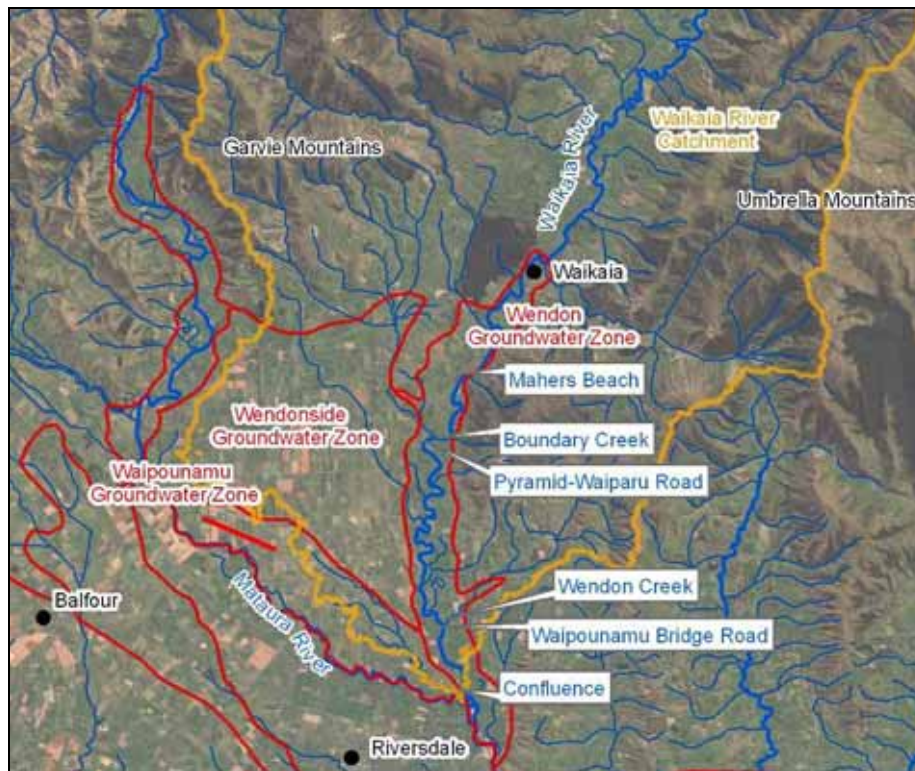 Garvie Mountains
Waikaia River
Waikaia River
Catchment
Umbrella Mountains
Waikaia
Wendon
Groundwater Zone
Mahers Beach
Wendonside
Groundwater Zone
Boundary Creek
Waipounamu
Groundwater Zone
Pyramid-Waiparu Road
Balfour
Mataura River
Wendon Creek
Waipounamu Bridge Road
Confluence
Riversdale